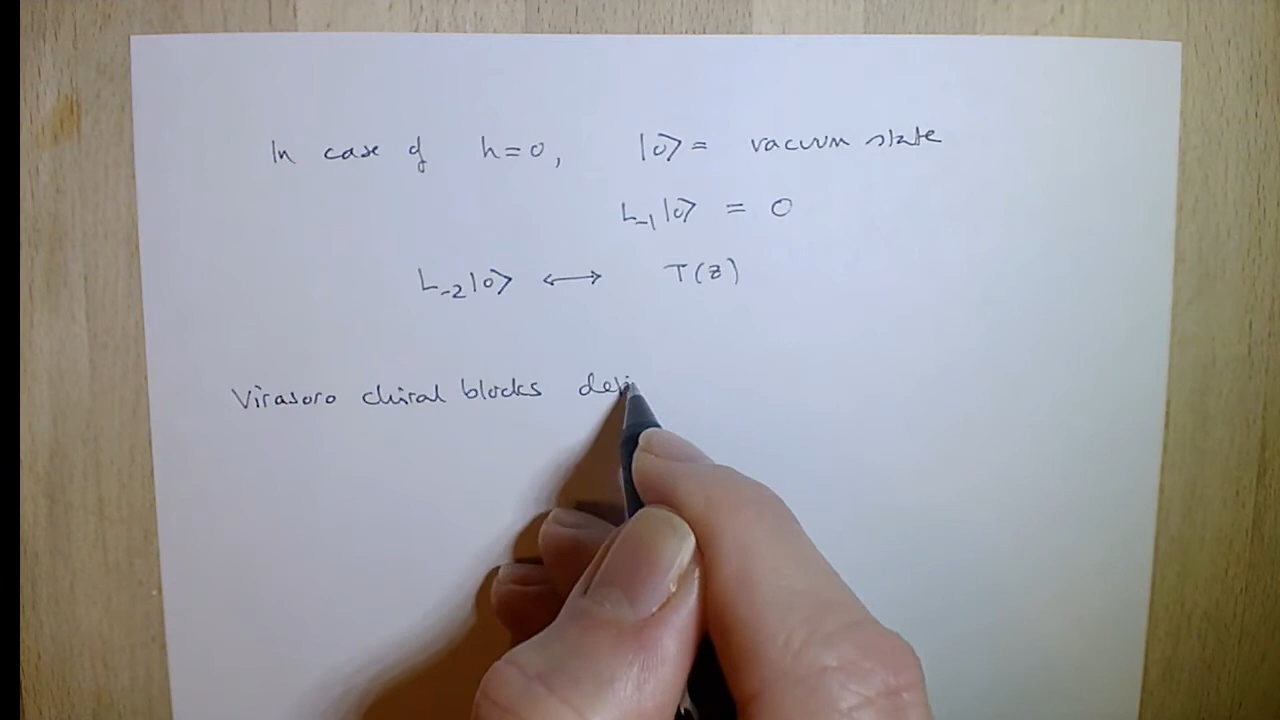 In case of h=0, |0⟩ = vacuum state
L₋₁|0⟩ = 0
L₋₂|0⟩ ⟷ T(z)
Virasoro chiral blocks